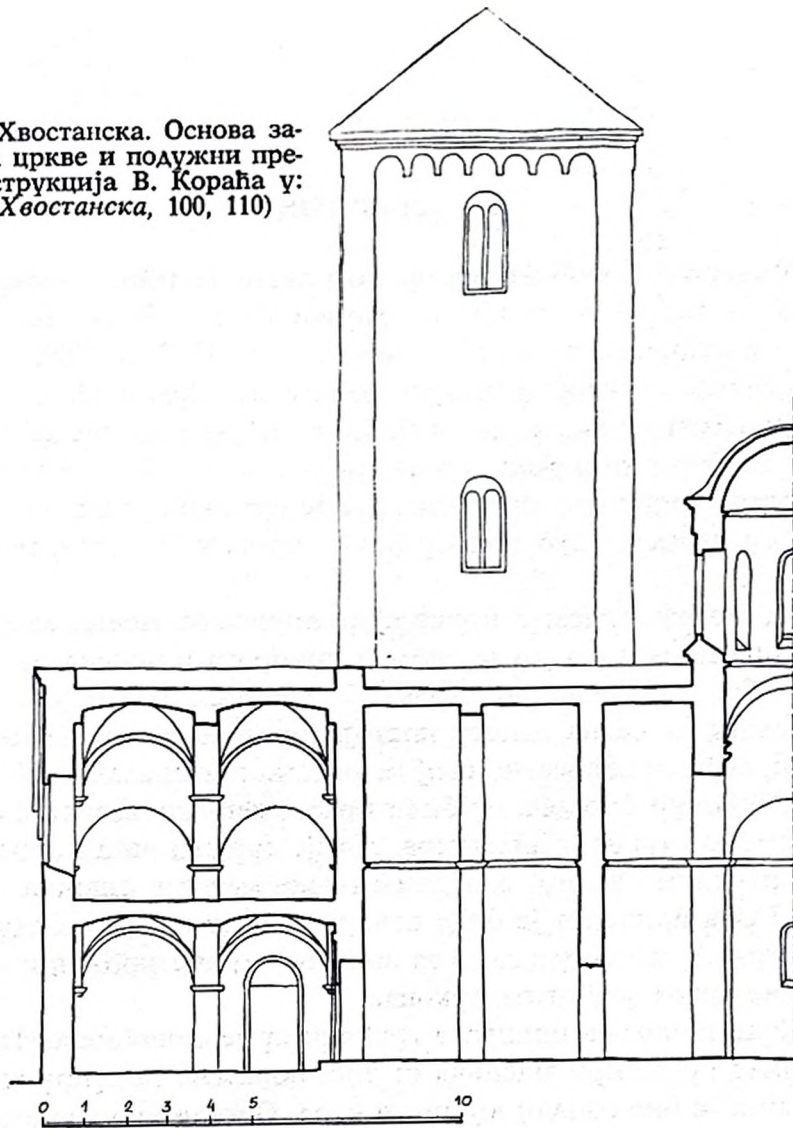 Хвостанска. Основа за-
цркве и подужни пре-
струкција В. Кораћа у:
Хвостанска, 100, 110)
0 1 2 3 4 5 10